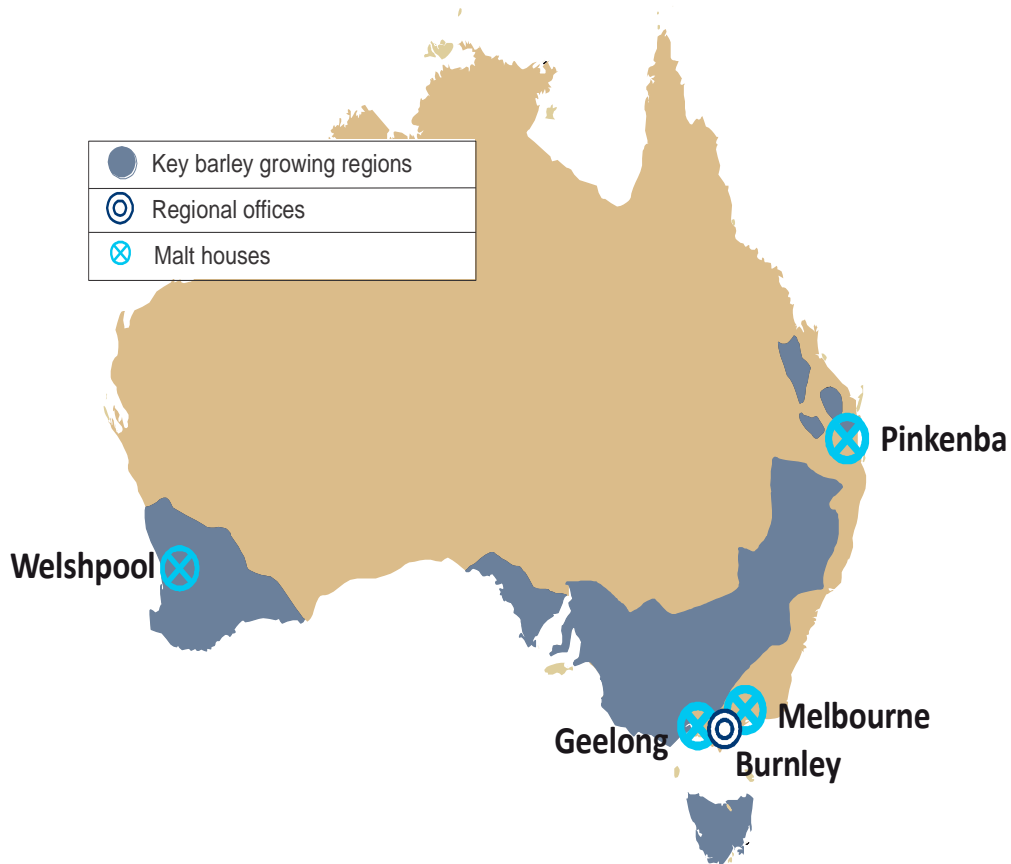 Key barley growing regions
Regional offices
Malt houses
Pinkenba
Welshpool
Melbourne
Geelong
Burnley